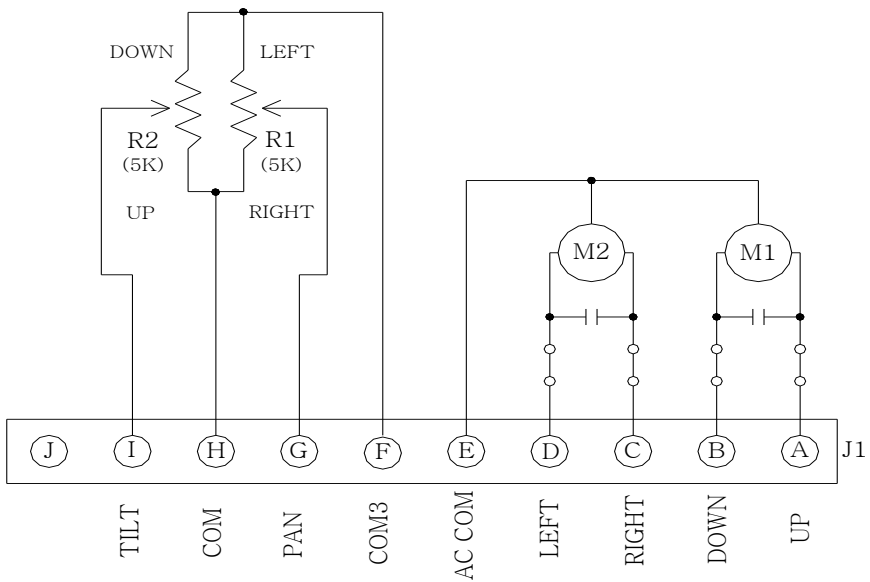 DOWN
LEFT
R2
(5K)
R1
(5K)
UP
RIGHT
M2
M1
J
I
H
G
F
E
D
C
B
A
J1
TILT
COM
PAN
COM3
AC COM
LEFT
RIGHT
DOWN
UP